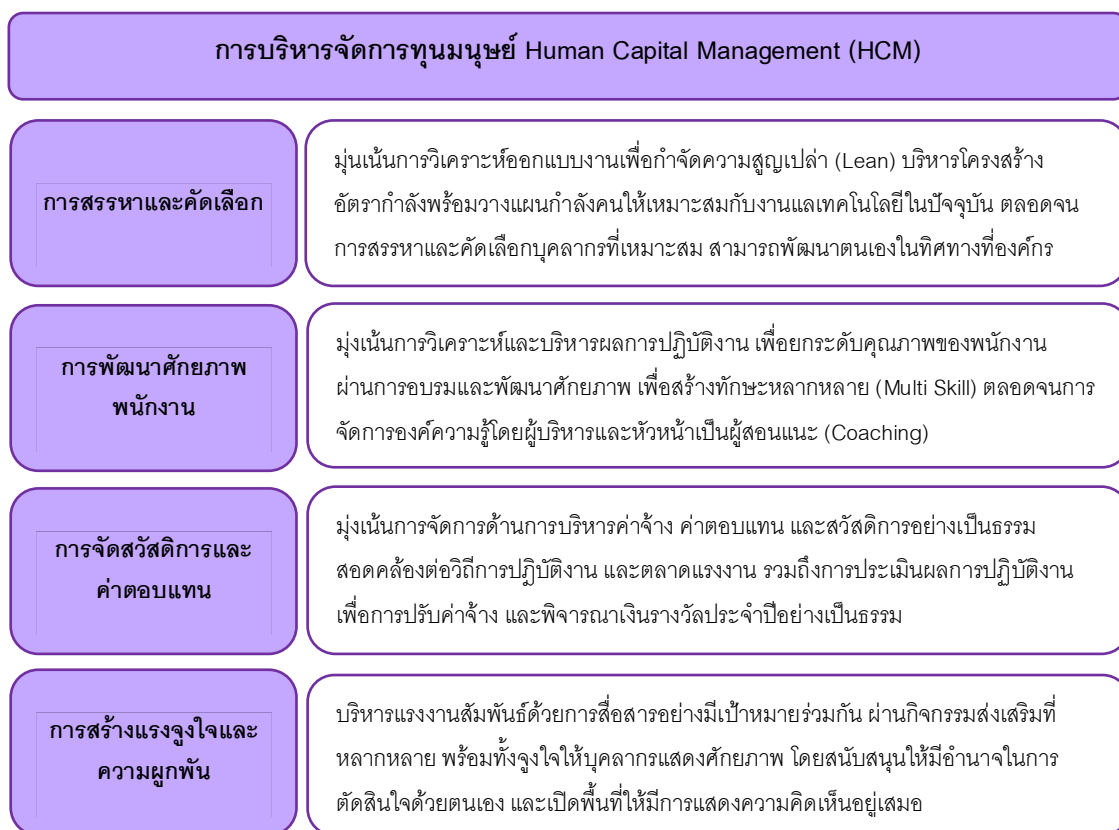 การบริหารจัดการทุนมนุษย์ Human Capital Management (HCM)
การสรรหาและคัดเลือก
มุ่นเน้นการวิเคราะห์ออกแบบงานเพื่อกำจัดความสูญเปล่า (Lean) บริหารโครงสร้าง
อัตรากำลังพร้อมวางแผนกำลังคนให้เหมาะสมกับงานแลเทคโนโลยีในปัจจุบัน ตลอดจน
การสรรหาและคัดเลือกบุคลากรที่เหมาะสม สามารถพัฒนาตนเองในทิศทางที่องค์กร
การพัฒนาศักยภาพ
พนักงาน
มุ่งเน้นการวิเคราะห์และบริหารผลการปฏิบัติงาน เพื่อยกระดับคุณภาพของพนักงาน
ผ่านการอบรมและพัฒนาศักยภาพ เพื่อสร้างทักษะหลากหลาย (Multi Skill) ตลอดจนการ
จัดการองค์ความรู้โดยผู้บริหารและหัวหน้าเป็นผู้สอนแนะ (Coaching)
การจัดสวัสดิการและ
ค่าตอบแทน
มุ่งเน้นการจัดการด้านการบริหารค่าจ้าง ค่าตอบแทน และสวัสดิการอย่างเป็นธรรม
สอดคล้องต่อวิถีการปฏิบัติงาน และตลาดแรงงาน รวมถึงการประเมินผลการปฏิบัติงาน
เพื่อการปรับค่าจ้าง และพิจารณาเงินรางวัลประจำปีอย่างเป็นธรรม
การสร้างแรงจูงใจและ
ความผูกพัน
บริหารแรงงานสัมพันธ์ด้วยการสื่อสารอย่างมีเป้าหมายร่วมกัน ผ่านกิจกรรมส่งเสริมที่
หลากหลาย พร้อมทั้งจูงใจให้บุคลากรแสดงศักยภาพ โดยสนับสนุนให้มีอำนาจในการ
ตัดสินใจด้วยตนเอง และเปิดพื้นที่ให้มีการแสดงความคิดเห็นอยู่เสมอ